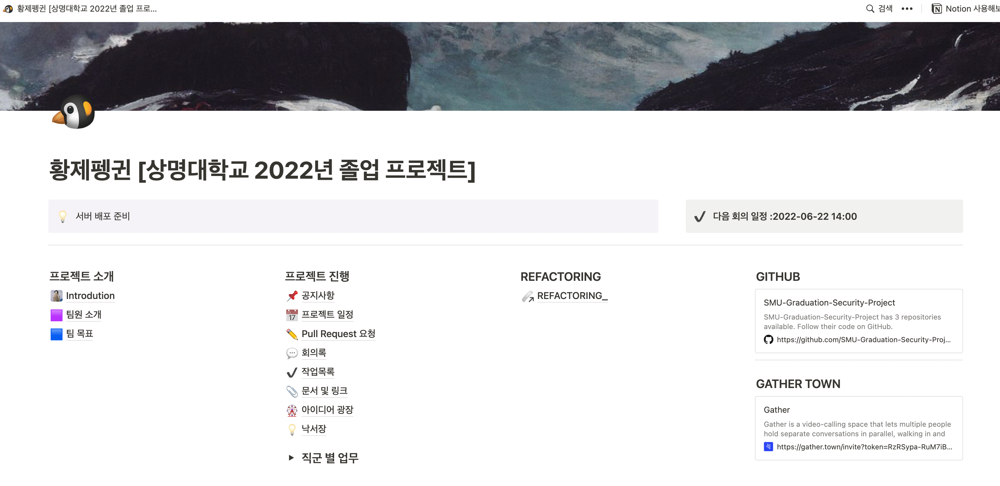 황제펭귄 [상명대학교 2022년 졸업 프로...
검색
Notion 사용해보
황제펭귄 [상명대학교 2022년 졸업 프로젝트]
서버 배포 준비
다음 회의 일정 :2022-06-22 14:00
프로젝트 소개
Introdution
팀원 소개
팀 목표
프로젝트 진행
공지사항
JUL
17
프로젝트 일정
Pull Request 요청
회의록
작업목록
문서 및 링크
아이디어 광장
낙서장
직군 별 업무
REFACTORING
REFACTORING_
GITHUB
SMU-Graduation-Security-Project
SMU-Graduation-Security-Project has 3 repositories
available. Follow their code on GitHub.
https://github.com/SMU-Graduation-Security-Proj...
GATHER TOWN
Gather
Gather is a video-calling space that lets multiple people
hold separate conversations in parallel, walking in and
https://gather.town/invite?token=RzRSypa-RuM7iB...